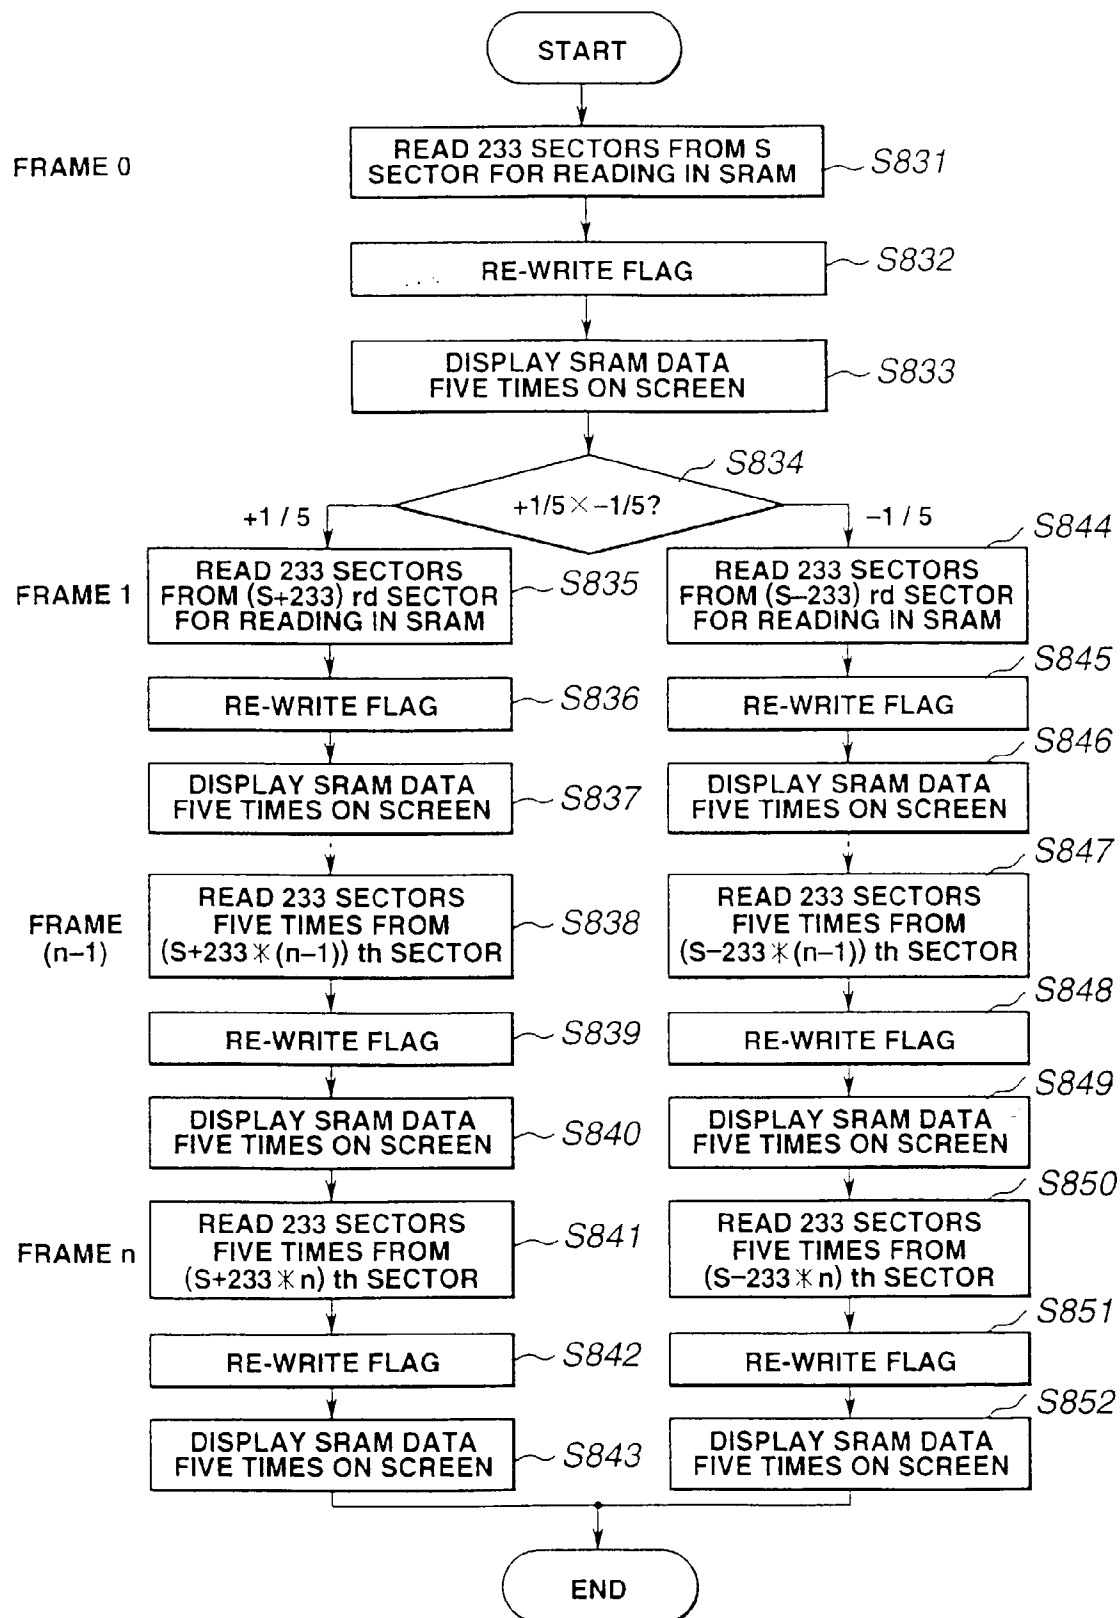 START
FRAME 0
READ 233 SECTORS FROM S
SECTOR FOR READING IN SRAM
S831
RE-WRITE FLAG
S832
DISPLAY SRAM DATA
FIVE TIMES ON SCREEN
S833
S834
+1/5×-1/5?
+1 / 5
-1 / 5
FRAME 1
READ 233 SECTORS
FROM (S+233) rd SECTOR
FOR READING IN SRAM
S835
READ 233 SECTORS
FROM (S-233) rd SECTOR
FOR READING IN SRAM
S844
RE-WRITE FLAG
S836
RE-WRITE FLAG
S845
DISPLAY SRAM DATA
FIVE TIMES ON SCREEN
S837
DISPLAY SRAM DATA
FIVE TIMES ON SCREEN
S846
FRAME
(n-1)
READ 233 SECTORS
FIVE TIMES FROM
(S+233*(n-1)) th SECTOR
S838
READ 233 SECTORS
FIVE TIMES FROM
(S-233*(n-1)) th SECTOR
S847
RE-WRITE FLAG
S839
RE-WRITE FLAG
S848
DISPLAY SRAM DATA
FIVE TIMES ON SCREEN
S840
DISPLAY SRAM DATA
FIVE TIMES ON SCREEN
S849
FRAME n
READ 233 SECTORS
FIVE TIMES FROM
(S+233*n) th SECTOR
S841
READ 233 SECTORS
FIVE TIMES FROM
(S-233*n) th SECTOR
S850
RE-WRITE FLAG
S842
RE-WRITE FLAG
S851
DISPLAY SRAM DATA
FIVE TIMES ON SCREEN
S843
DISPLAY SRAM DATA
FIVE TIMES ON SCREEN
S852
END